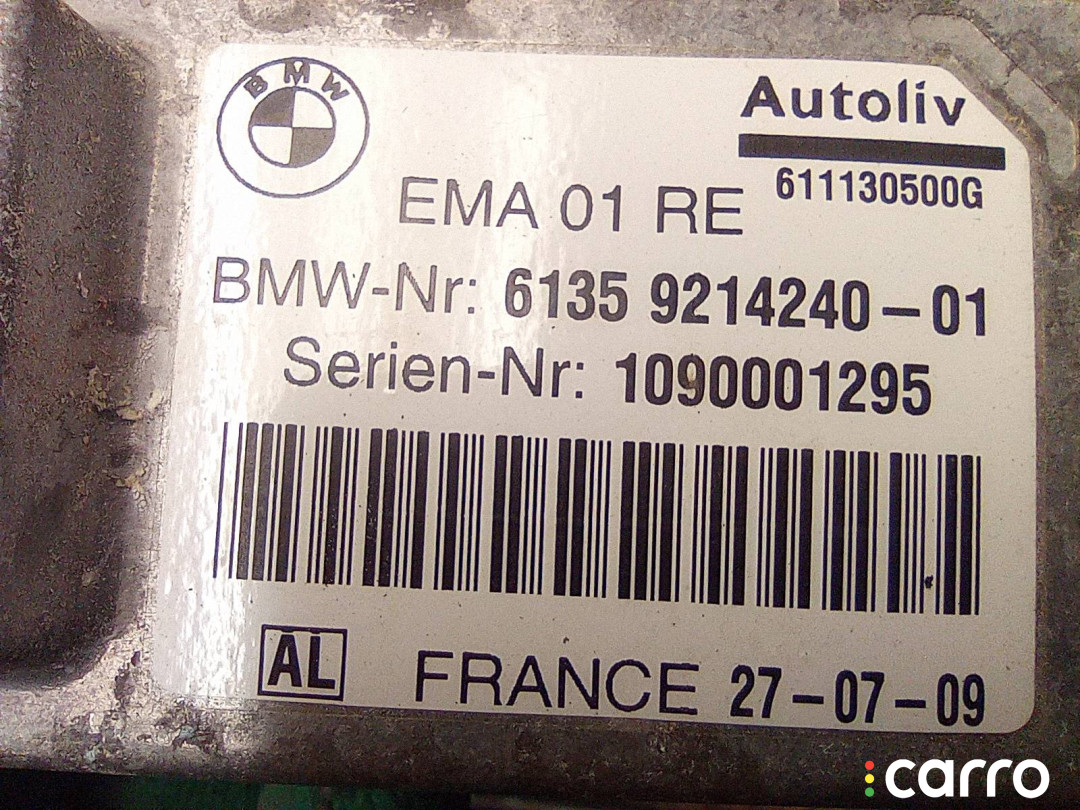 BMW
Autoliv
611130500G
EMA 01 RE
BMW-Nr: 6135 9214240-01
Serien-Nr: 1090001295
AL
FRANCE 27-07-09
carro